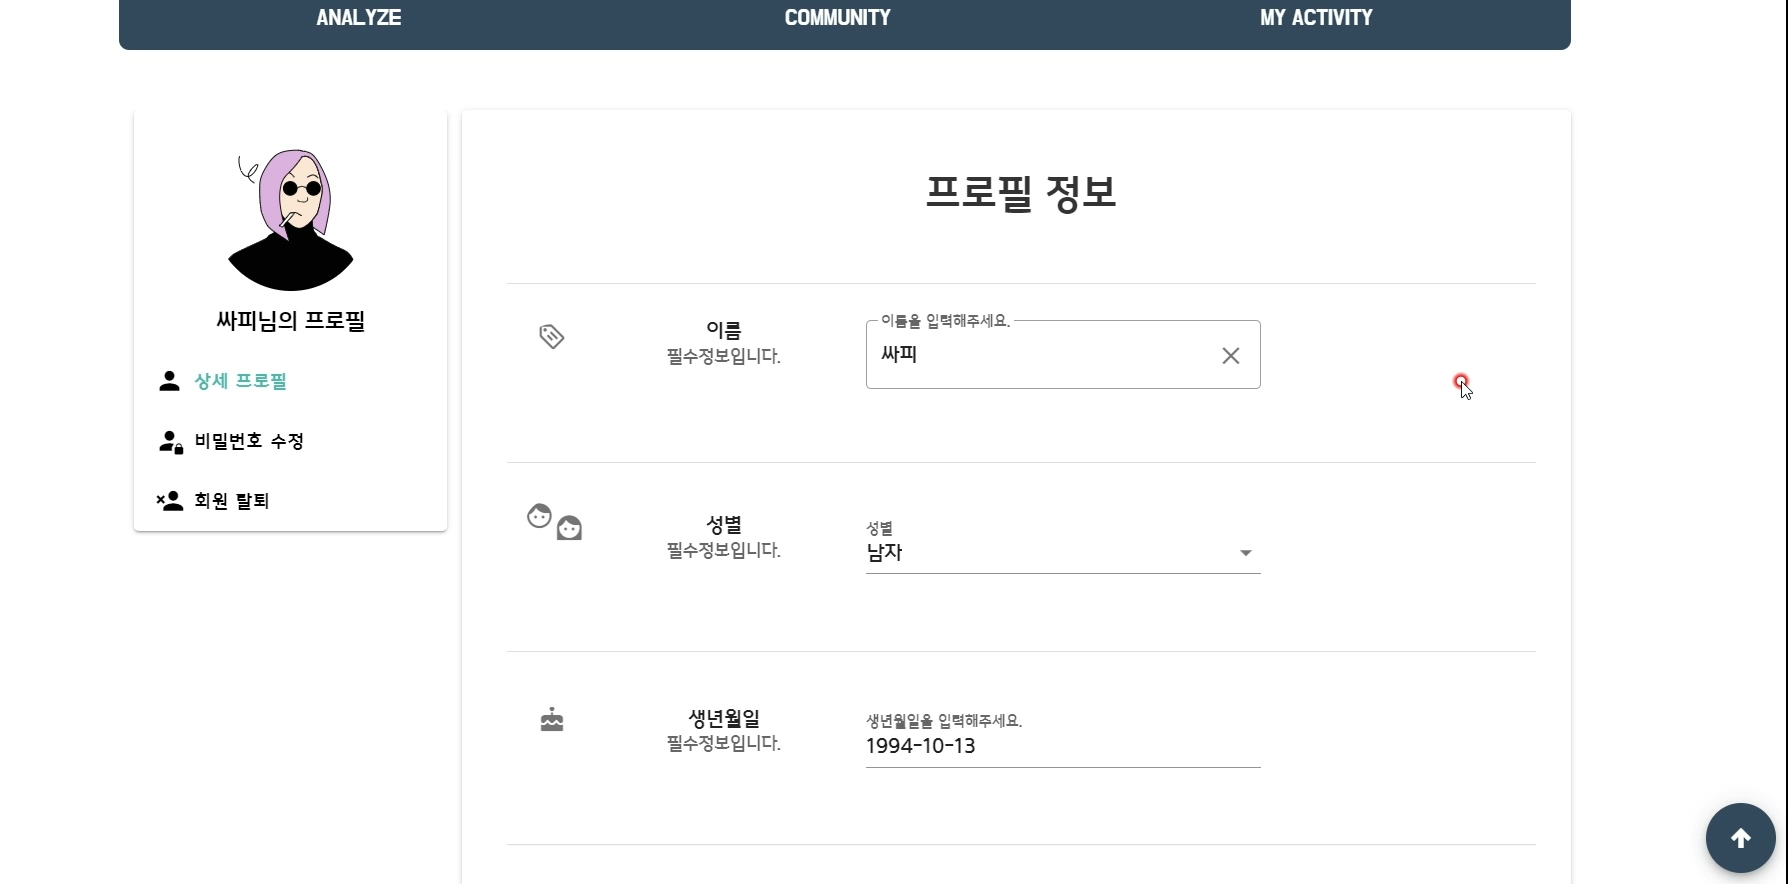 ANALYZE
COMMUNITY
MY ACTIVITY
싸피님의 프로필
상세 프로필
비밀번호 수정
회원 탈퇴
프로필 정보
이름
필수정보입니다.
이름을 입력해주세요.
싸피
성별
필수정보입니다.
성별
남자
생년월일
필수정보입니다.
생년월일을 입력해주세요.
1994-10-13